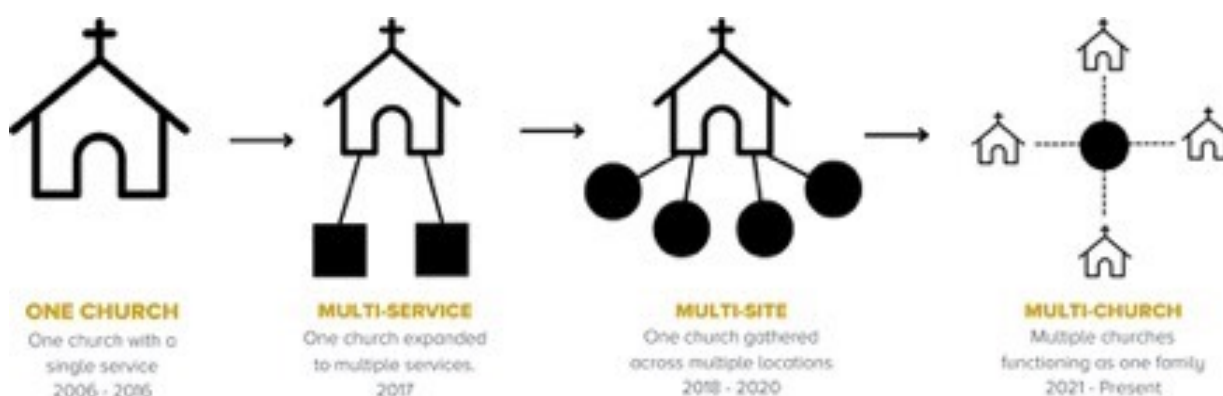 ONE CHURCH
One church with a
single service
2006 - 2016
MULTI-SERVICE
One church expanded
to multiple services.
2017
MULTI-SITE
One church gathered
across multiple locations
2018 - 2020
MULTI-CHURCH
Multiple churches
functioning as one family
2021 - Present